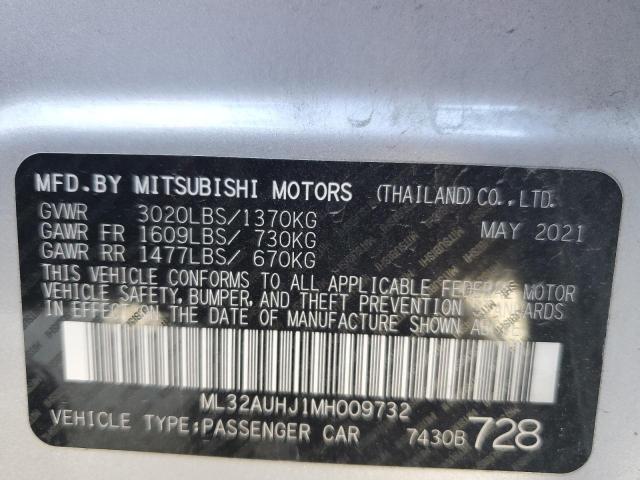 MFD.BY MITSUBISHI MOTORS (THAILAND) CO., LTD.
GVWR 3020LBS/1370KG MAY 2021
GAWR FR 1609LBS/ 730KG
GAWR RR 1477LBS/ 670KG
THIS VEHICLE CONFORMS TO ALL APPLICABLE FEDERAL MOTOR
VEHICLE SAFETY, BUMPER, AND THEFT PREVENTION STANDARDS
IN EFFECT ON THE DATE OF MANUFACTURE SHOWN ABOVE.
ML32AUHJ1MH009732
VEHICLE TYPE:PASSENGER CAR 7430B 728